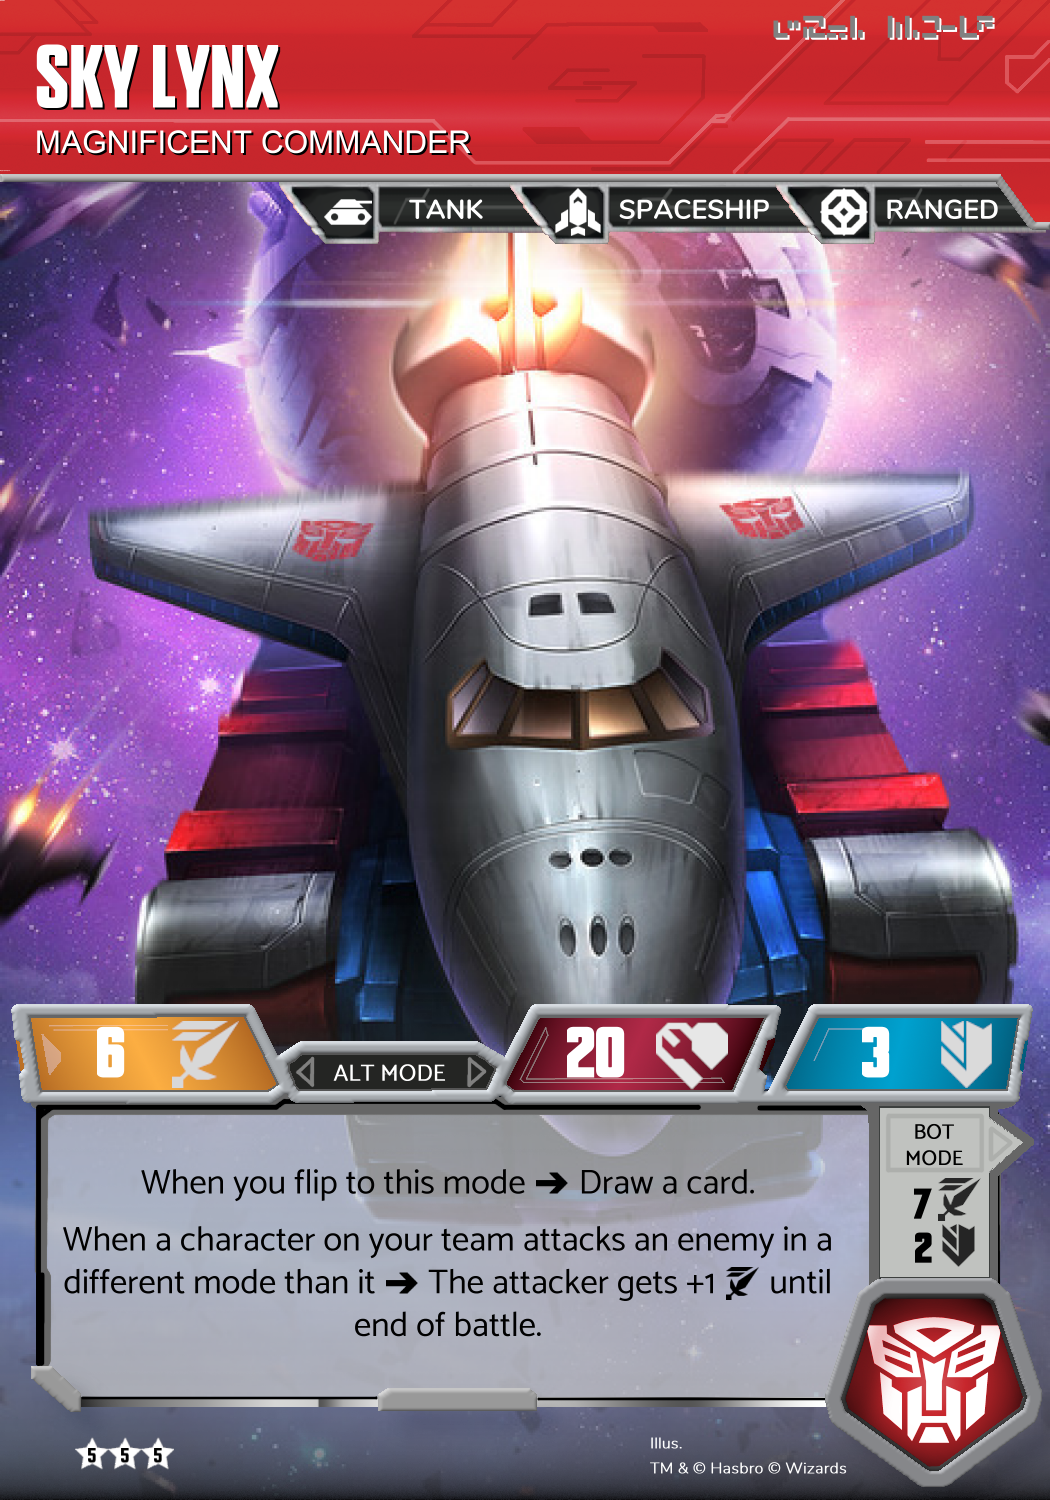 SKY LYNX
MAGNIFICENT COMMANDER
TANK SPACESHIP RANGED
6 ALT MODE 20 3
When you flip to this mode ➔ Draw a card.
When a character on your team attacks an enemy in a
different mode than it ➔ The attacker gets +1 until
end of battle.
BOT
MODE
7
2
5 5 5
Illus.
TM & © Hasbro © Wizards